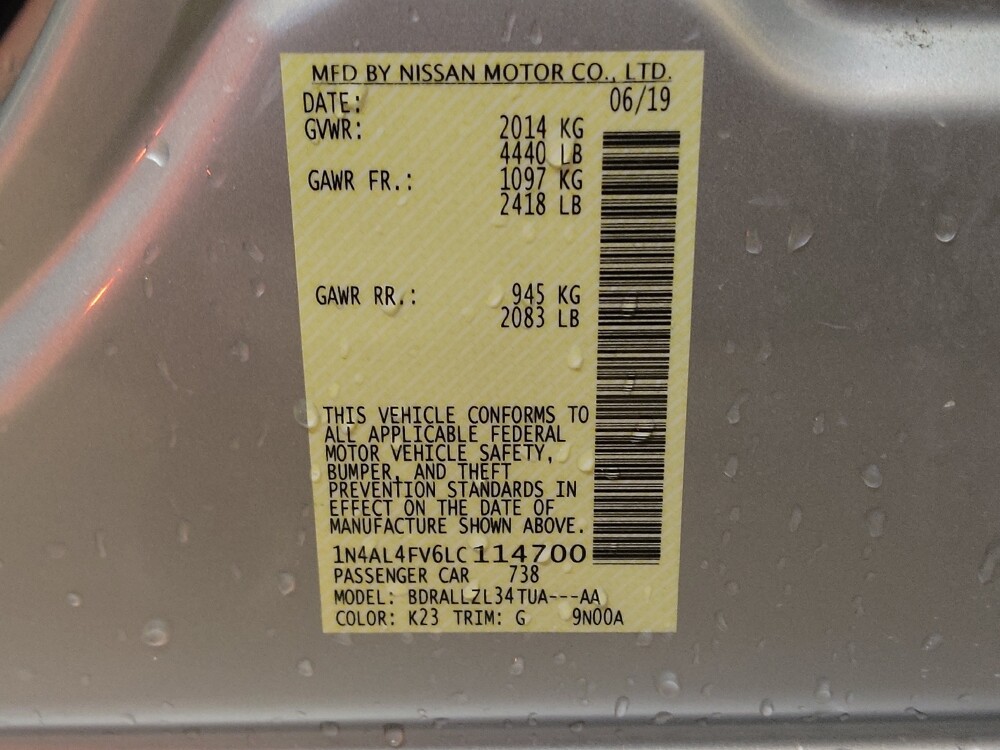 MFD BY NISSAN MOTOR CO., LTD.
DATE: 06/19
GVWR: 2014 KG
4440 LB
GAWR FR.: 1097 KG
2418 LB
GAWR RR.: 945 KG
2083 LB
THIS VEHICLE CONFORMS TO
ALL APPLICABLE FEDERAL
MOTOR VEHICLE SAFETY,
BUMPER, AND THEFT
PREVENTION STANDARDS IN
EFFECT ON THE DATE OF
MANUFACTURE SHOWN ABOVE.
1N4AL4FV6LC114700
PASSENGER CAR 738
MODEL: BDRALLZL34TUA---AA
COLOR: K23 TRIM: G 9N00A